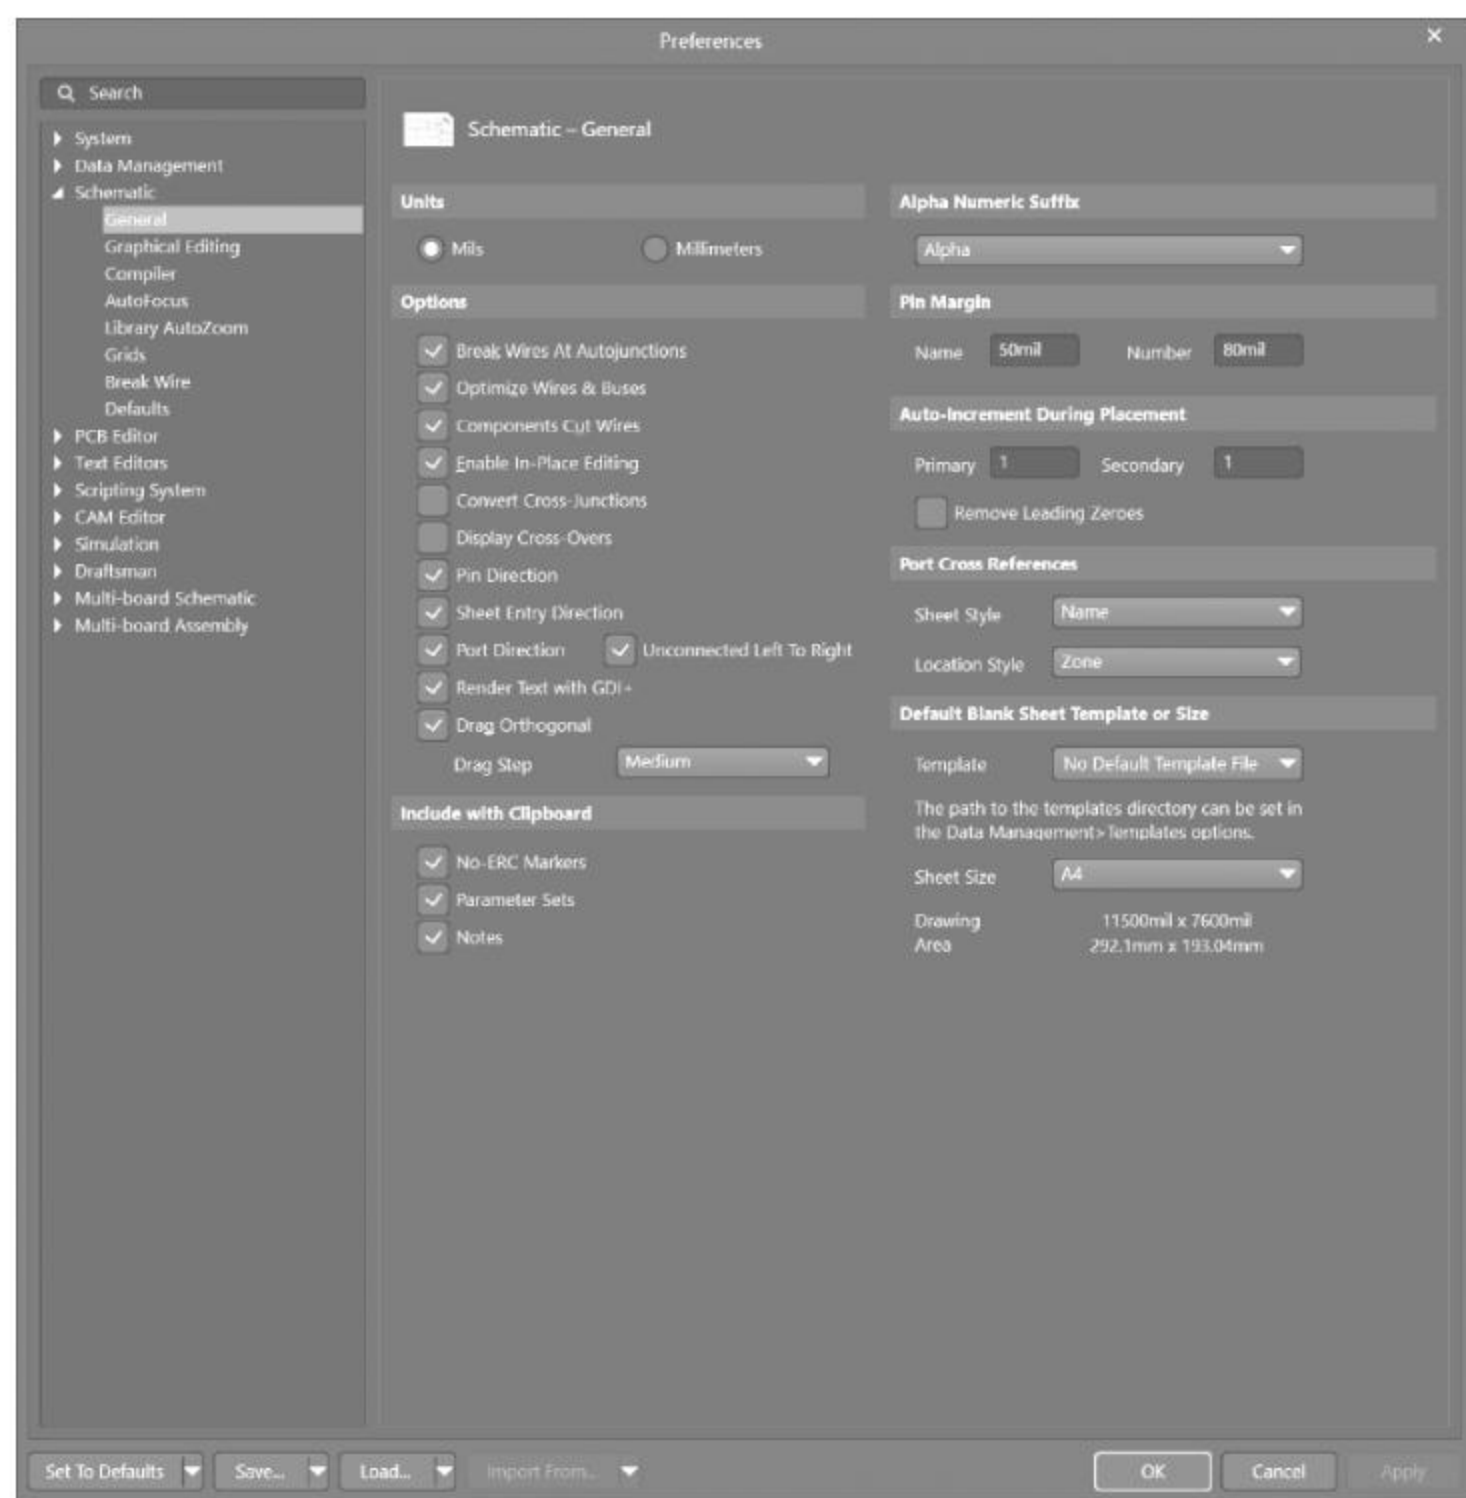 Preferences
Search
System
Data Management
Schematic
General
Graphical Editing
Compiler
AutoFocus
Library AutoZoom
Grids
Break Wire
Defaults
PCB Editor
Text Editors
Scripting System
CAM Editor
Simulation
Draftsman
Multi-board Schematic
Multi-board Assembly
Schematic – General
Units
Mils Millimeters
Options
Break Wires At Autojunctions
Optimize Wires & Buses
Components Cut Wires
Enable In-Place Editing
Convert Cross-Junctions
Display Cross-Overs
Pin Direction
Sheet Entry Direction
Port Direction Unconnected Left To Right
Render Text with GDI+
Drag Orthogonal
Drag Step Medium
Include with Clipboard
No-ERC Markers
Parameter Sets
Notes
Alpha Numeric Suffix
Alpha
Pin Margin
Name 50mil Number 80mil
Auto-Increment During Placement
Primary 1 Secondary 1
Remove Leading Zeroes
Port Cross References
Sheet Style Name
Location Style Zone
Default Blank Sheet Template or Size
Template No Default Template File
The path to the templates directory can be set in
the Data Management>Templates options.
Sheet Size A4
Drawing 11500mil x 7600mil
Area 292.1mm x 193.04mm
Set To Defaults Save... Load... Import From... OK Cancel Apply